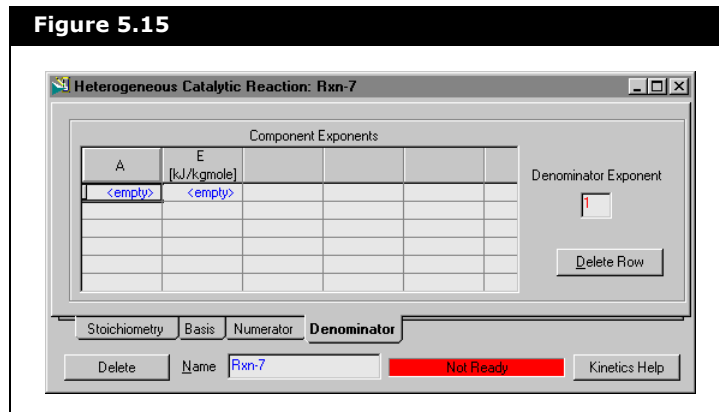 Figure 5.15
Heterogeneous Catalytic Reaction: Rxn-7
Component Exponents
A
E
[kJ/kgmole]
<empty>
<empty>
Denominator Exponent
1
Delete Row
Stoichiometry
Basis
Numerator
Denominator
Delete
Name
Rxn-7
Not Ready
Kinetics Help